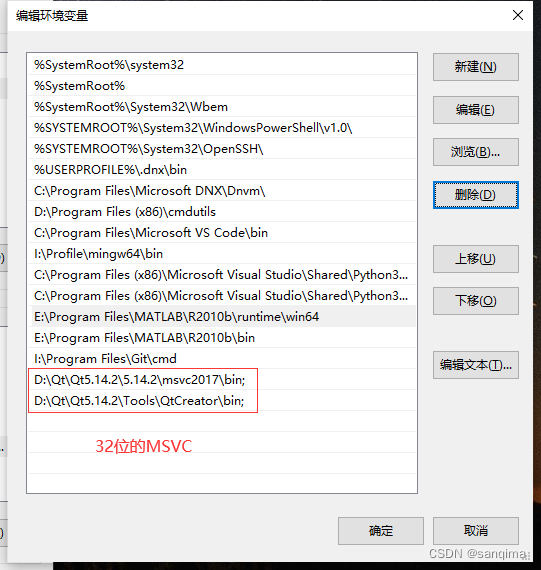 编辑环境变量
%SystemRoot%\system32
%SystemRoot%
%SystemRoot%\System32\Wbem
%SYSTEMROOT%\System32\WindowsPowerShell\v1.0\
%SYSTEMROOT%\System32\OpenSSH\
%USERPROFILE%\.dnx\bin
C:\Program Files\Microsoft DNX\Dnvm\
D:\Program Files (x86)\cmdutils
C:\Program Files\Microsoft VS Code\bin
I:\Profile\mingw64\bin
C:\Program Files (x86)\Microsoft Visual Studio\Shared\Python3...
C:\Program Files (x86)\Microsoft Visual Studio\Shared\Python3...
E:\Program Files\MATLAB\R2010b\runtime\win64
E:\Program Files\MATLAB\R2010b\bin
I:\Program Files\Git\cmd
D:\Qt\Qt5.14.2\5.14.2\msvc2017\bin;
D:\Qt\Qt5.14.2\Tools\QtCreator\bin;
32位的MSVC
新建(N)
编辑(E)
浏览(B)...
删除(D)
上移(U)
下移(O)
编辑文本(T)...
确定
取消
CSDN @sanqima